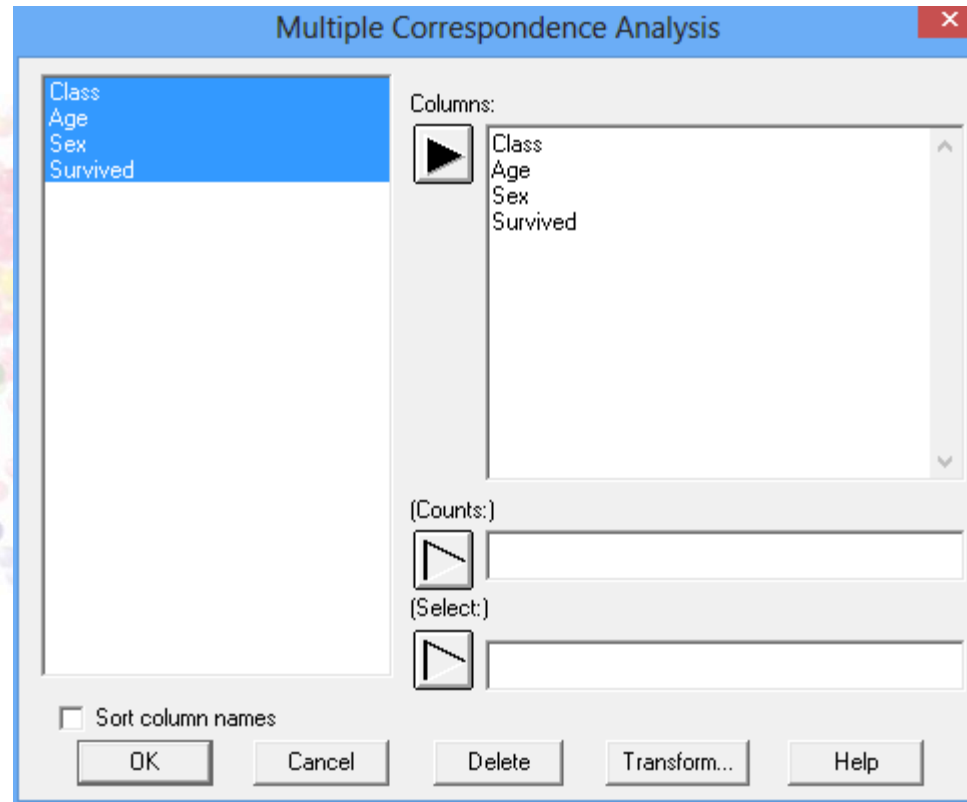 Multiple Correspondence Analysis
Class
Age
Sex
Survived
Columns:
Class
Age
Sex
Survived
(Counts:)
(Select:)
Sort column names
OK
Cancel
Delete
Transform...
Help